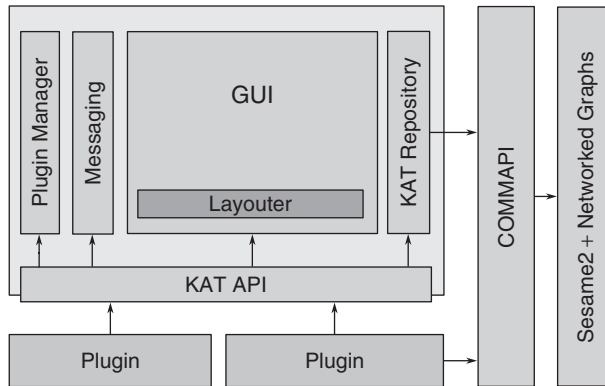 Plugin Manager
Messaging
GUI
Layouter
KAT Repository
COMMAPI
Sesame2 + Networked Graphs
KAT API
Plugin
Plugin